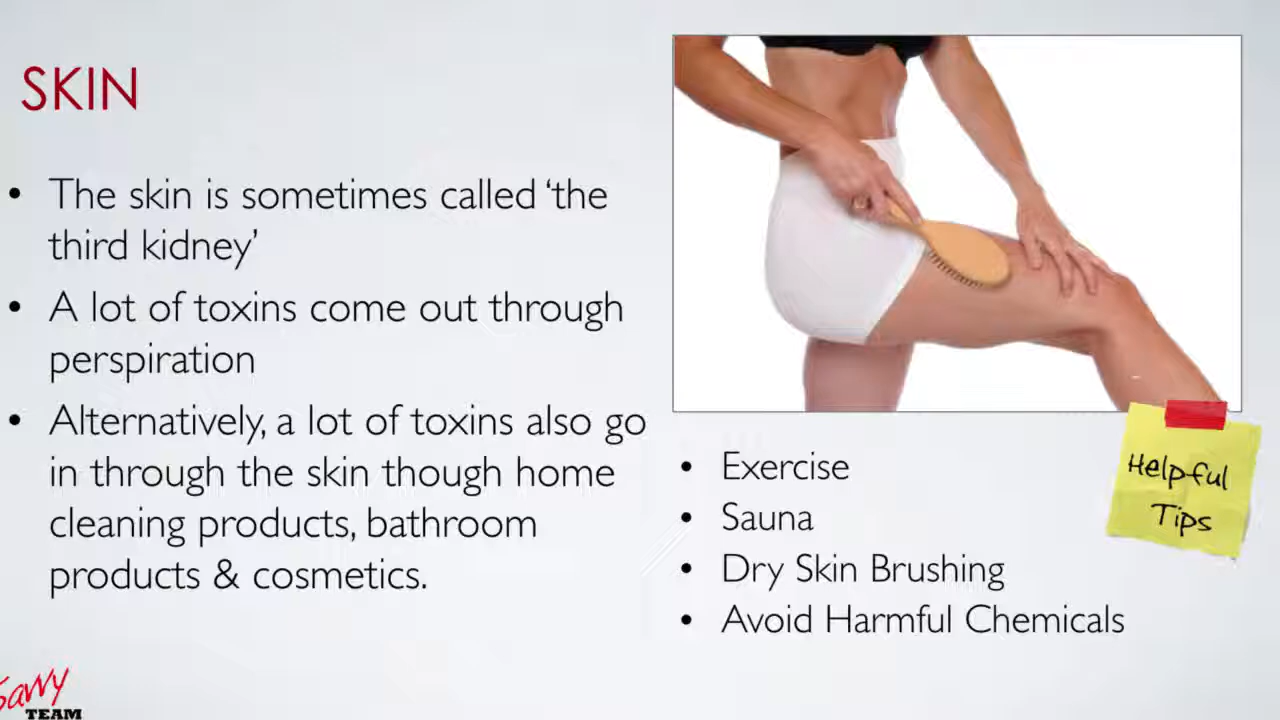 SKIN
• The skin is sometimes called ‘the
third kidney’
• A lot of toxins come out through
perspiration
• Alternatively, a lot of toxins also go
in through the skin though home
cleaning products, bathroom
products & cosmetics.
• Exercise
• Sauna
• Dry Skin Brushing
• Avoid Harmful Chemicals
Helpful
Tips
Savvy
TEAM